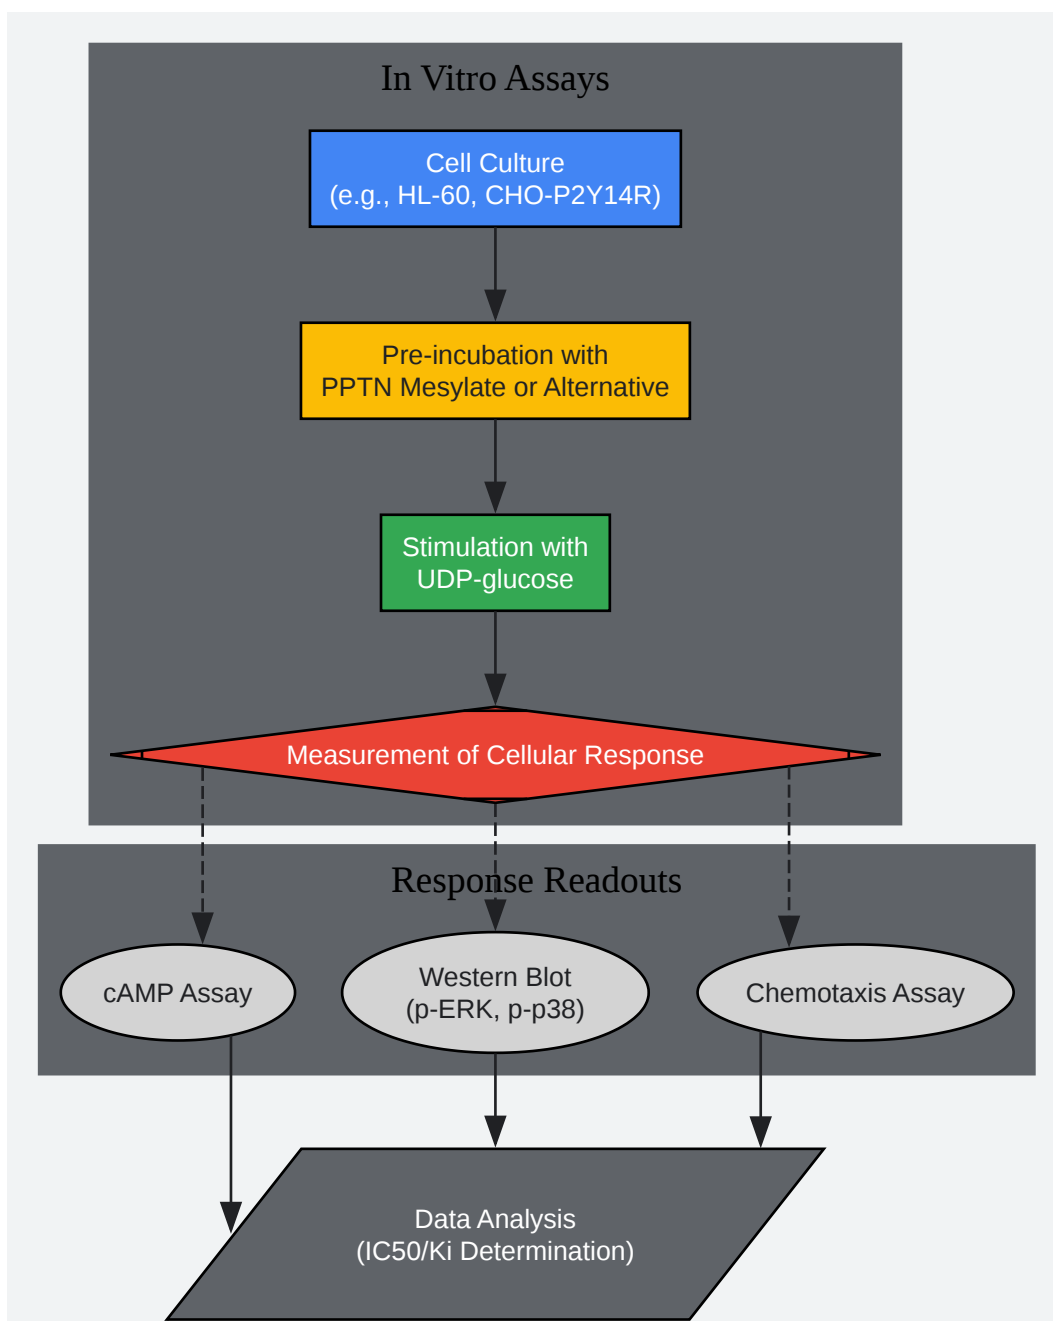 In Vitro Assays
Cell Culture
(e.g., HL-60, CHO-P2Y14R)
Pre-incubation with
PPTN Mesylate or Alternative
Stimulation with
UDP-glucose
Measurement of Cellular Response
Response Readouts
cAMP Assay
Western Blot
(p-ERK, p-p38)
Chemotaxis Assay
Data Analysis
(IC50/Ki Determination)